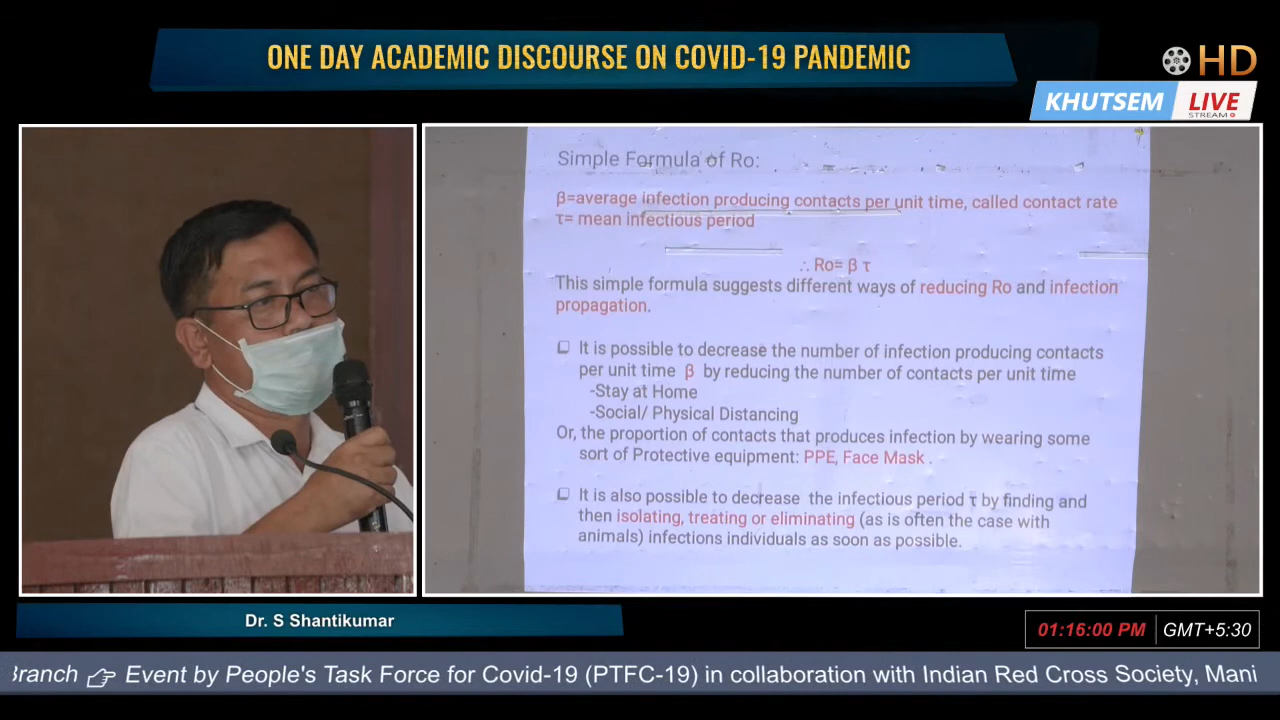 ONE DAY ACADEMIC DISCOURSE ON COVID-19 PANDEMIC
HD
KHUTSEM LIVE
STREAM
Simple Formula of Ro:
β=average infection producing contacts per unit time, called contact rate
τ= mean infectious period
∴ Ro= β τ
This simple formula suggests different ways of reducing Ro and infection
propagation.
❑ It is possible to decrease the number of infection producing contacts
per unit time β by reducing the number of contacts per unit time
-Stay at Home
-Social/ Physical Distancing
Or, the proportion of contacts that produces infection by wearing some
sort of Protective equipment: PPE, Face Mask .
❑ It is also possible to decrease the infectious period τ by finding and
then isolating, treating or eliminating (as is often the case with
animals) infections individuals as soon as possible.
Dr. S Shantikumar
01:16:00 PM GMT+5:30
Branch 👉 Event by People's Task Force for Covid-19 (PTFC-19) in collaboration with Indian Red Cross Society, Mani